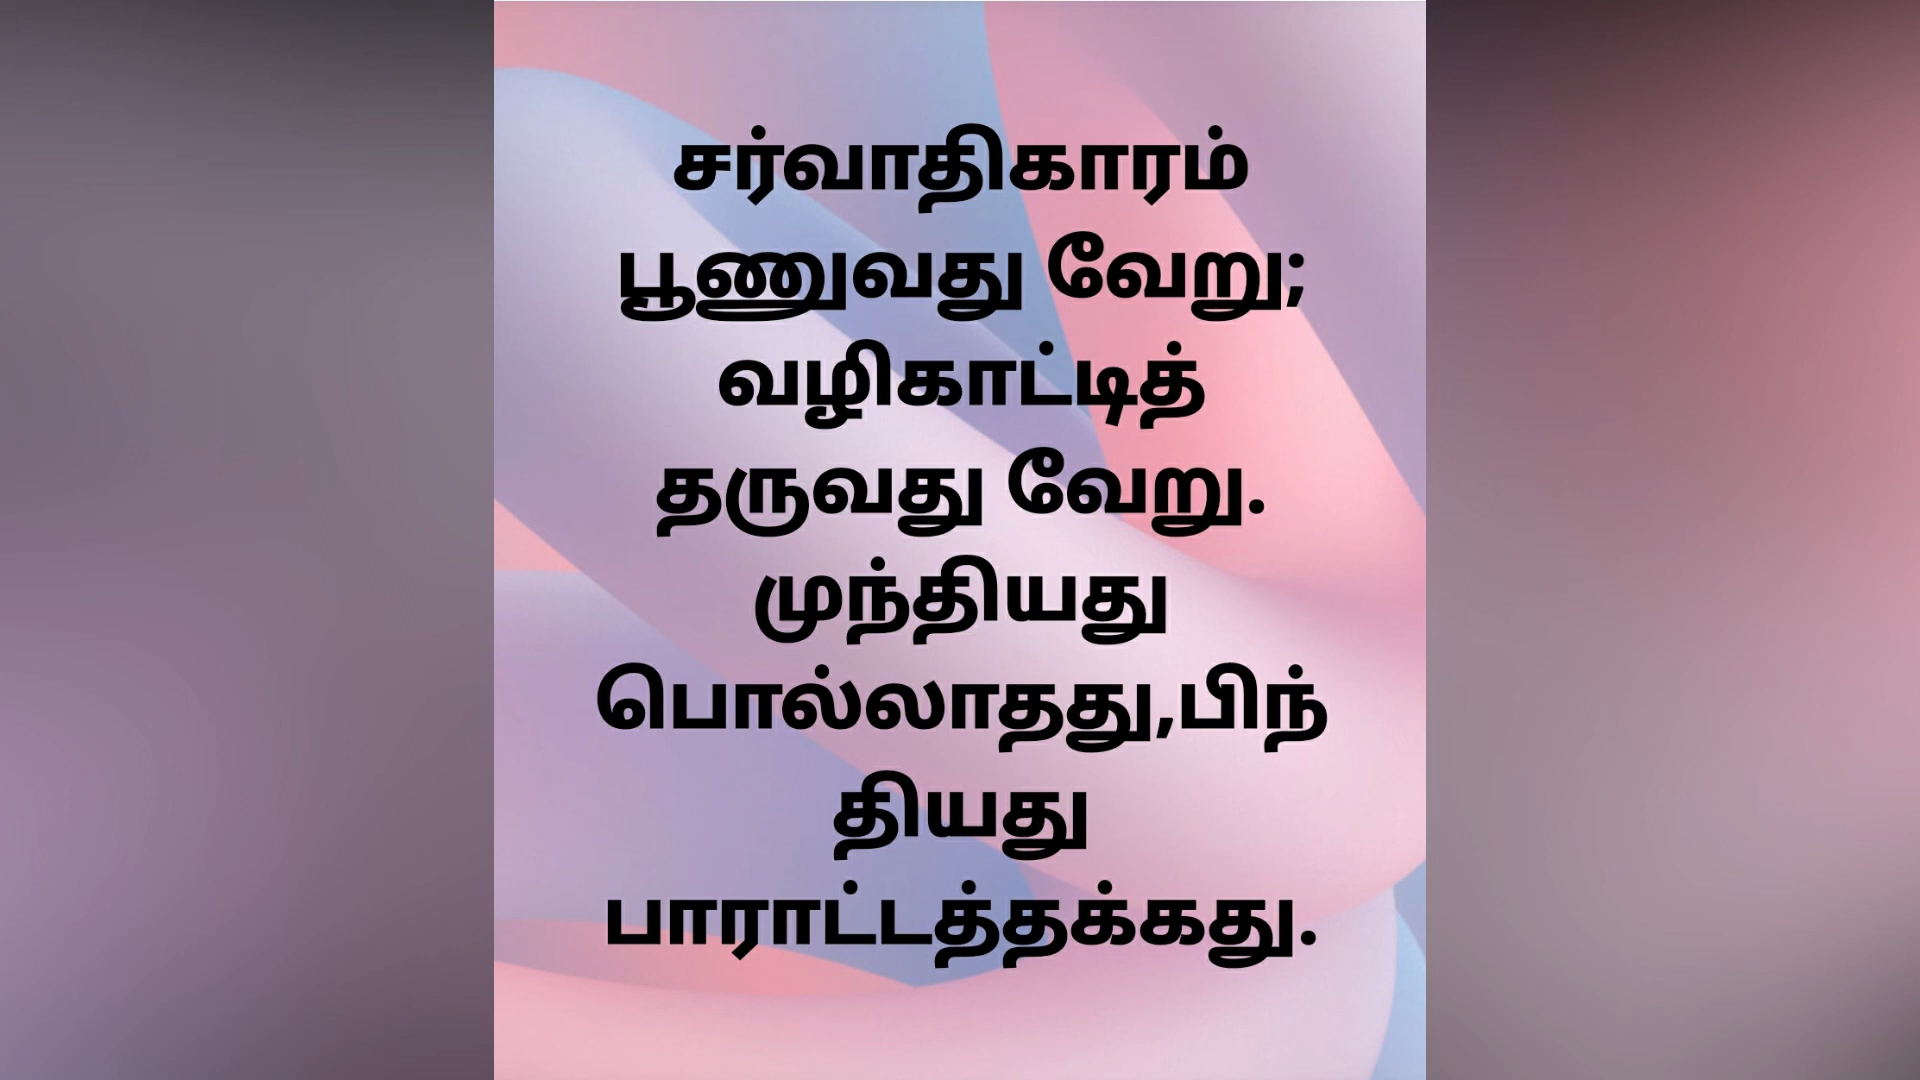 சர்வாதிகாரம்
பூணுவது வேறு;
வழிகாட்டித்
தருவது வேறு.
முந்தியது
பொல்லாதது,பிந்
தியது
பாராட்டத்தக்கது.